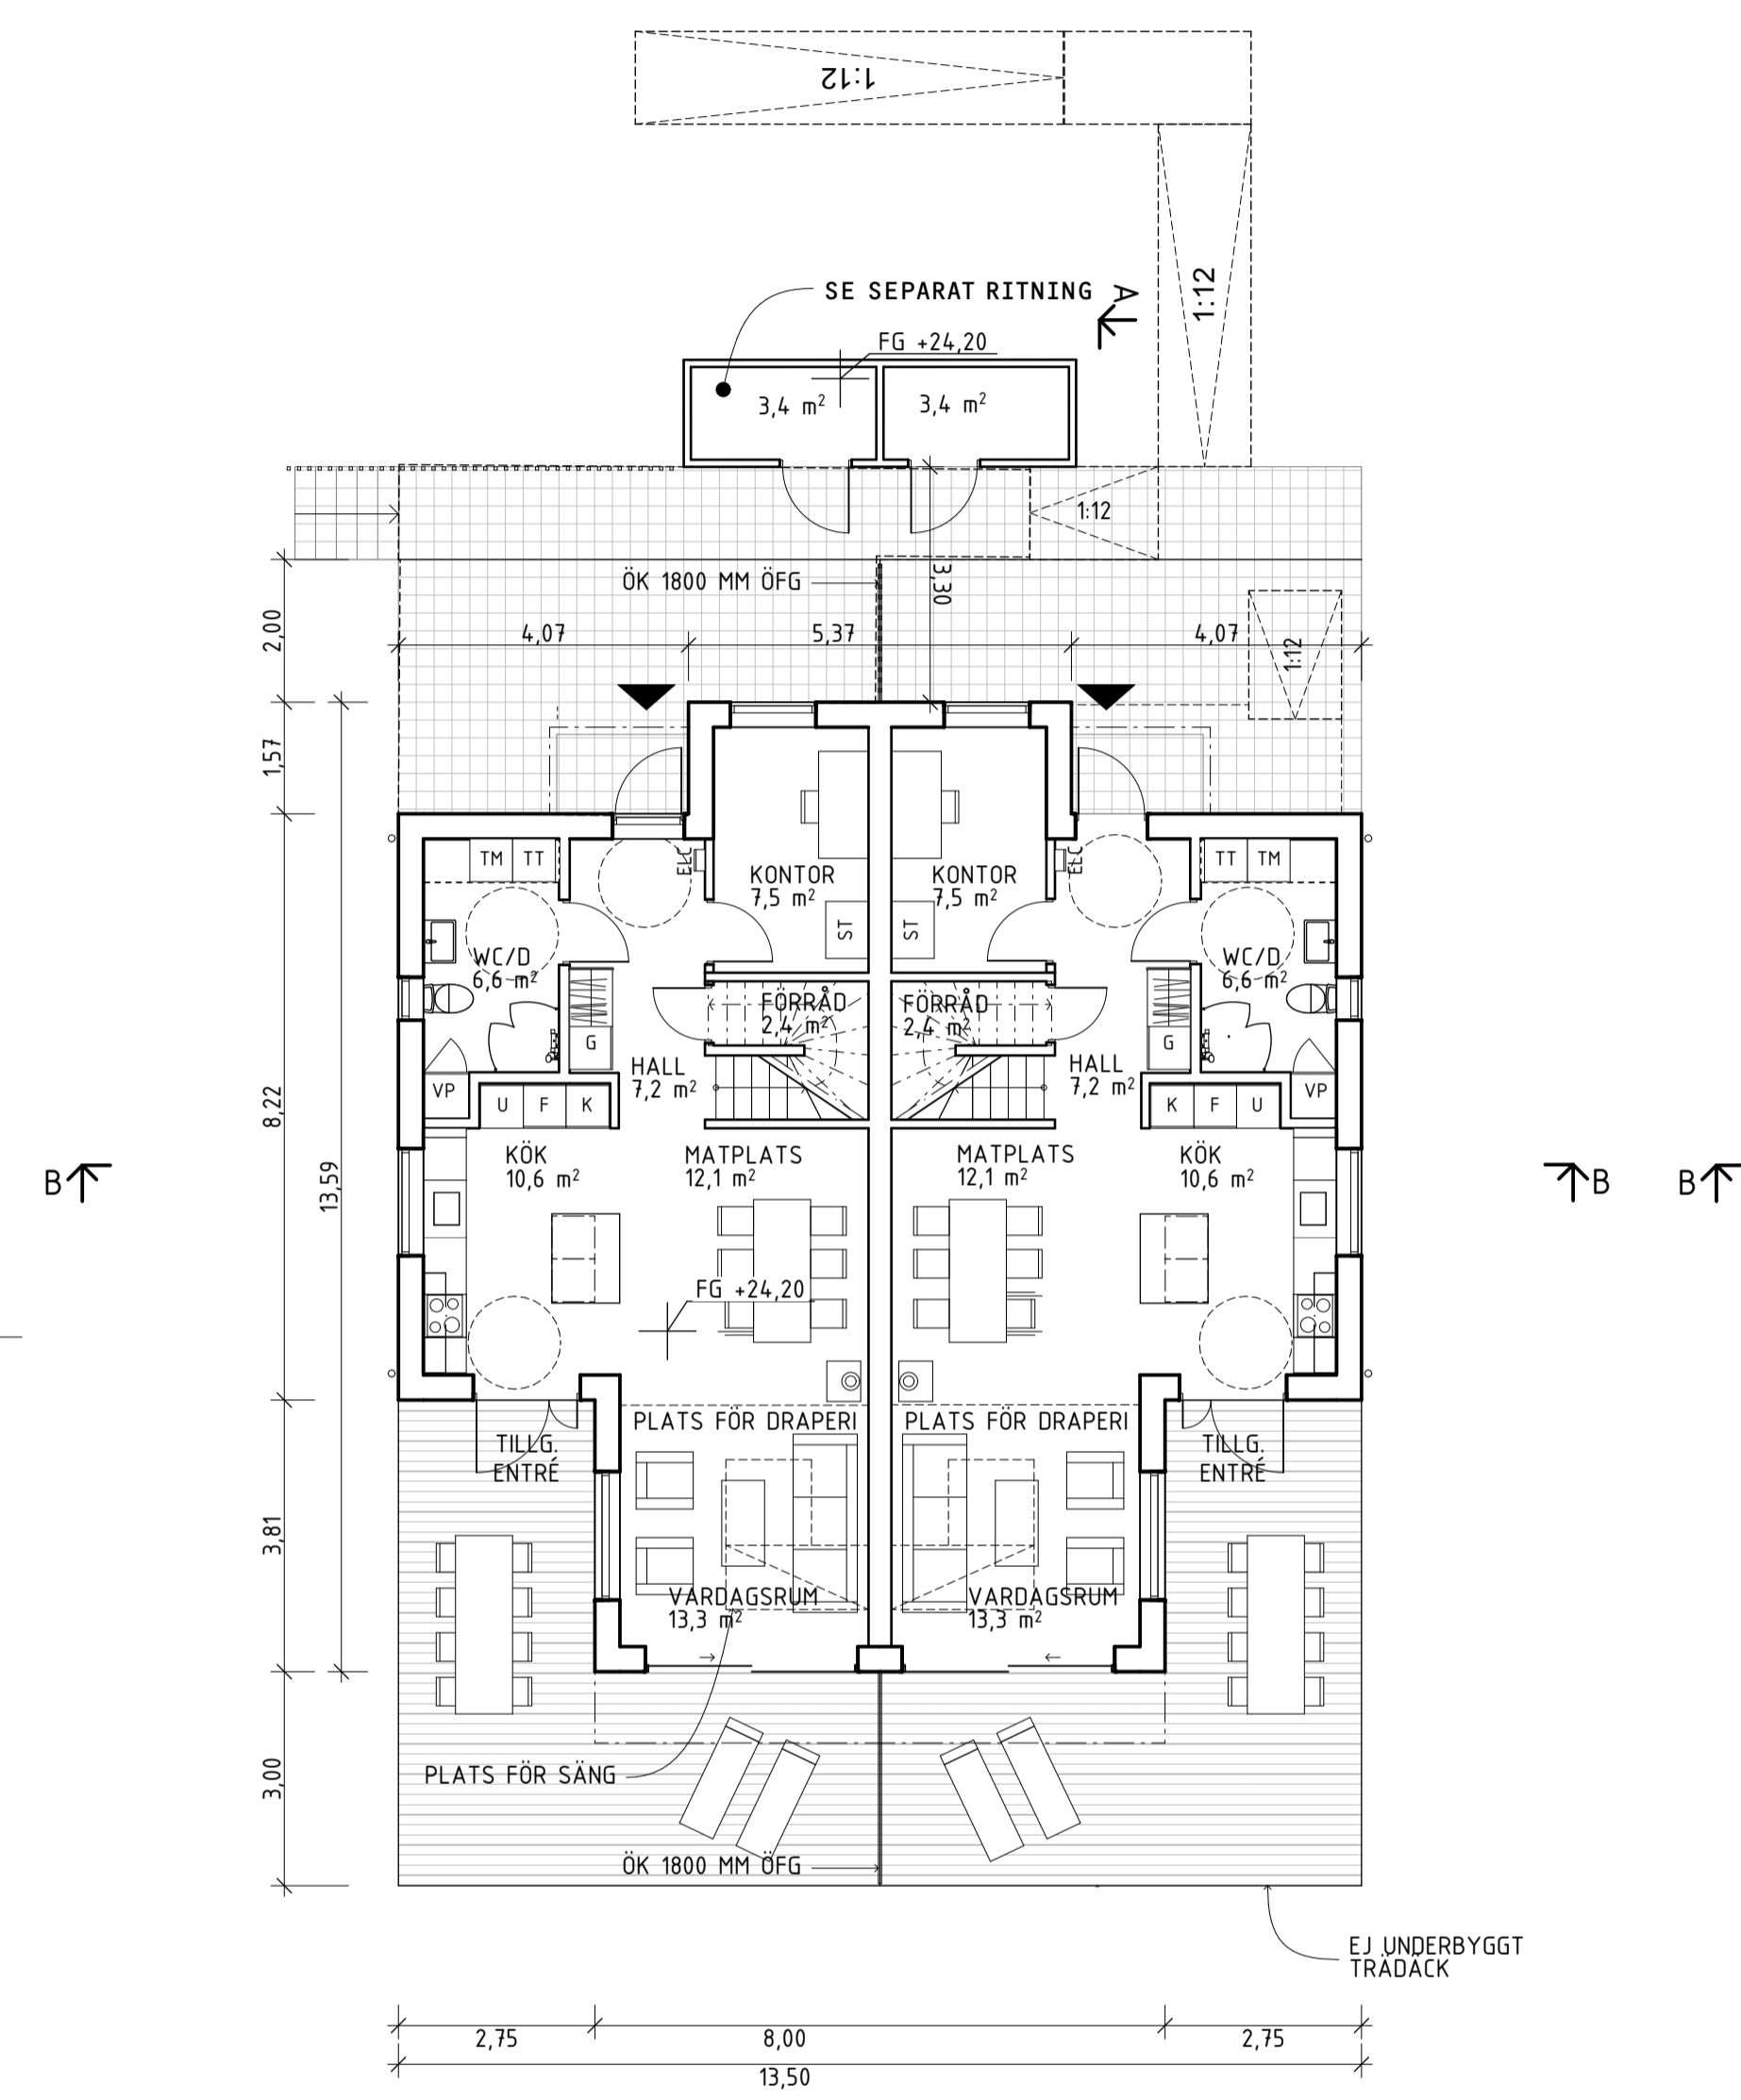 1:12
1:12
SE SEPARAT RITNING
A
FG +24,20
3,4 m²
3,4 m²
1:12
ÖK 1800 MM ÖFG
3,30
2,00
4,07
5,37
4,07
1:12
1,57
TM
TT
ELC
KONTOR
7,5 m²
KONTOR
7,5 m²
ELC
TT
TM
ST
ST
WC/D
6,6 m²
WC/D
6,6 m²
FÖRRÅD
2,4 m²
FÖRRÅD
2,4 m²
G
HALL
7,2 m²
HALL
7,2 m²
G
VP
U
F
K
K
F
U
VP
8,22
13,59
KÖK
10,6 m²
MATPLATS
12,1 m²
MATPLATS
12,1 m²
KÖK
10,6 m²
B
B
B
FG +24,20
PLATS FÖR DRAPERI
PLATS FÖR DRAPERI
TILLG.
ENTRÉ
TILLG.
ENTRÉ
3,81
VARDAGSRUM
13,3 m²
VARDAGSRUM
13,3 m²
3,00
PLATS FÖR SÄNG
ÖK 1800 MM ÖFG
EJ UNDERBYGGT
TRÄDÄCK
2,75
8,00
2,75
13,50